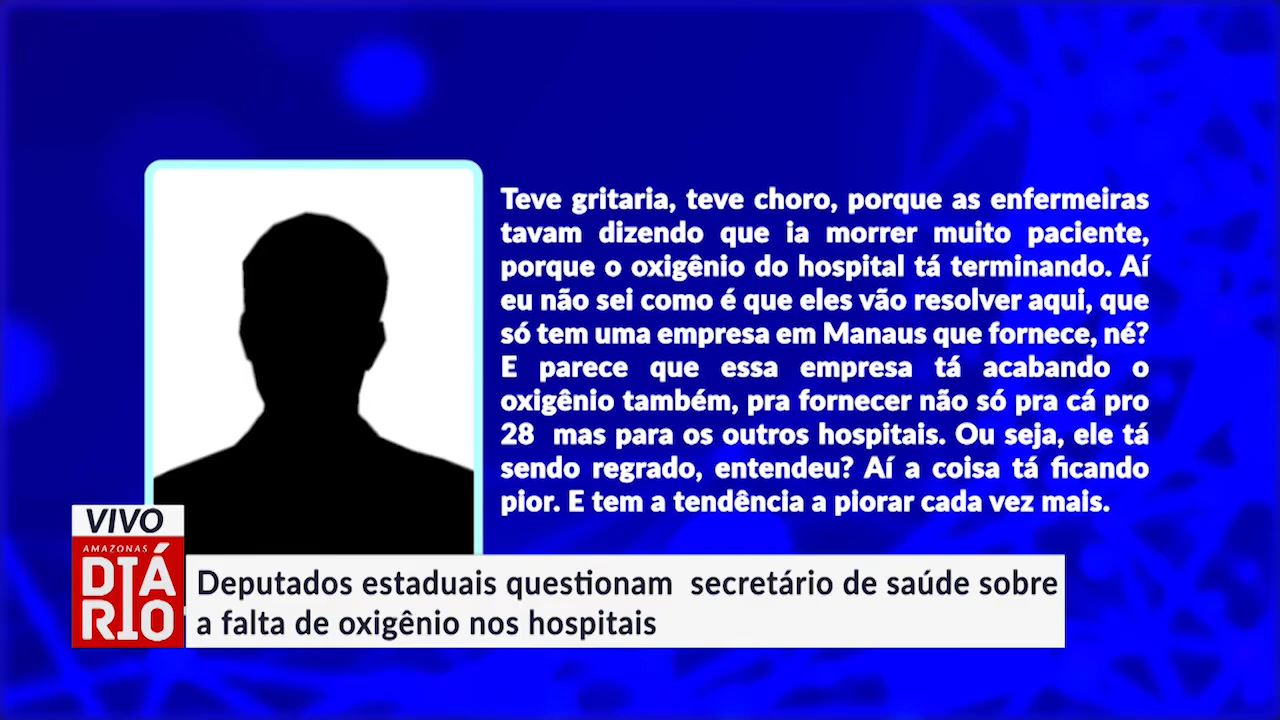 Teve gritaria, teve choro, porque as enfermeiras
tavam dizendo que ia morrer muito paciente,
porque o oxigênio do hospital tá terminando. Aí
eu não sei como é que eles vão resolver aqui, que
só tem uma empresa em Manaus que fornece, né?
E parece que essa empresa tá acabando o
oxigênio também, pra fornecer não só pra cá pro
28 mas para os outros hospitais. Ou seja, ele tá
sendo regrado, entendeu? Aí a coisa tá ficando
pior. E tem a tendência a piorar cada vez mais.
VIVO
AMAZONAS
DIÁ
RIO
Deputados estaduais questionam secretário de saúde sobre
a falta de oxigênio nos hospitais